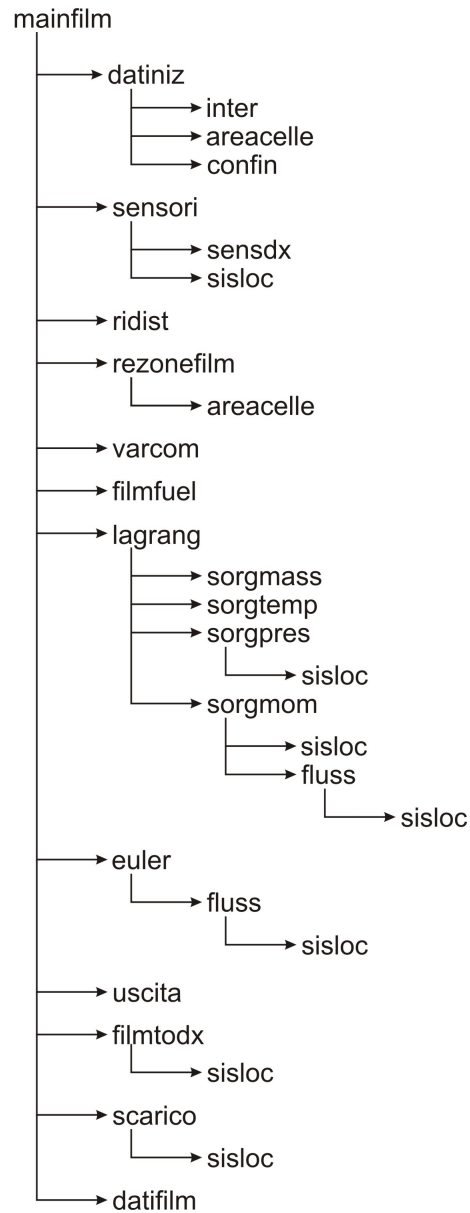 mainfilm
datiniz
inter
areacelle
confin
sensori
sensdx
sisloc
ridist
rezonefilm
areacelle
varcom
filmfuel
lagrang
sorgmass
sorgtemp
sorgpres
sisloc
sorgmom
sisloc
fluss
sisloc
euler
fluss
sisloc
uscita
filmtodx
sisloc
scarico
sisloc
datifilm